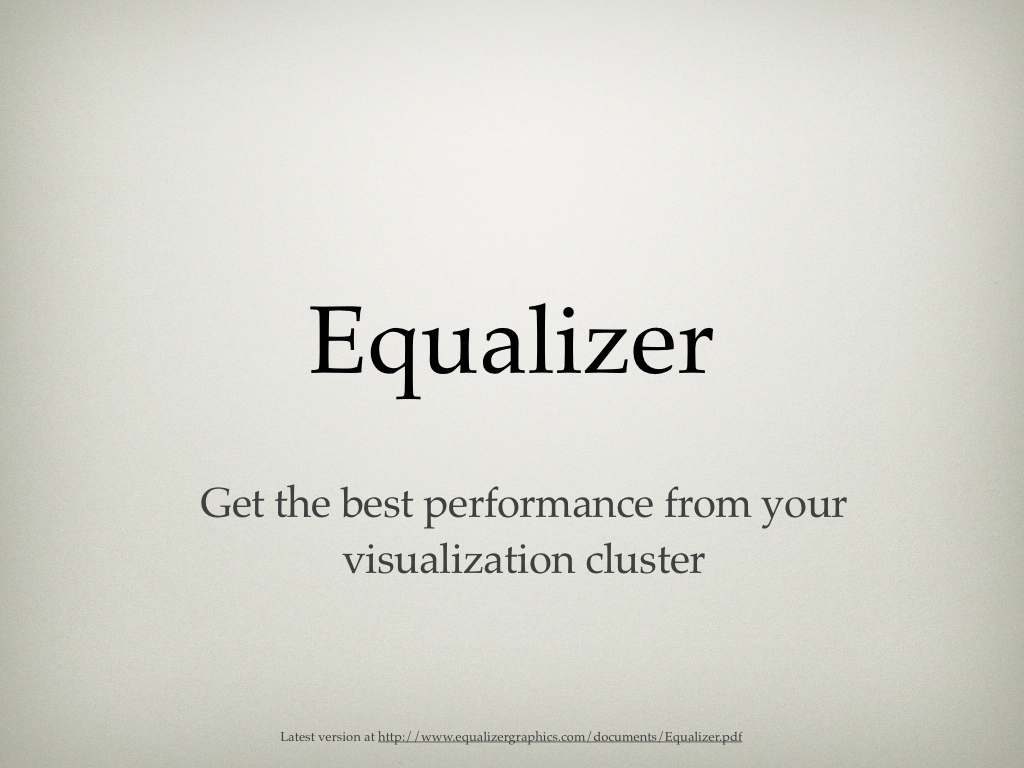 Equalizer
Get the best performance from your
visualization cluster
Latest version at http://www.equalizergraphics.com/documents/Equalizer.pdf